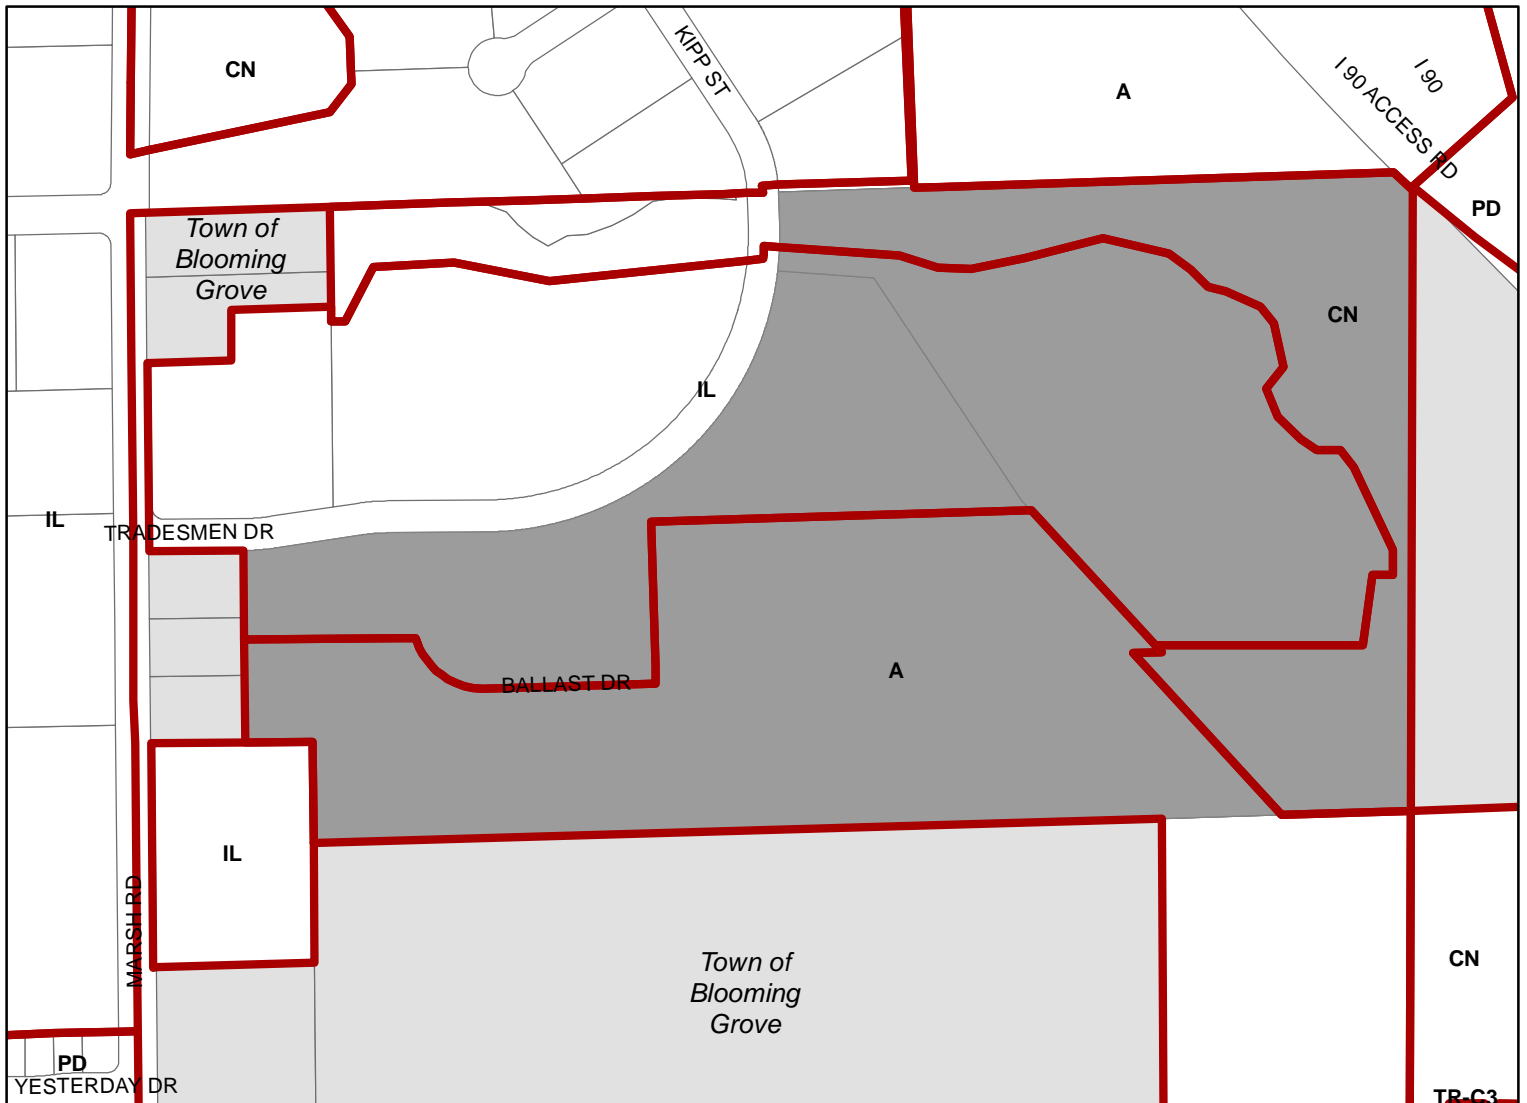 KIPP ST
CN
A
I 90
I 90 ACCESS RD
PD
Town of
Blooming
Grove
CN
IL
IL
TRADESMEN DR
A
BALLAST DR
IL
MARSH RD
Town of
Blooming
Grove
CN
PD
YESTERDAY DR
TR-C3